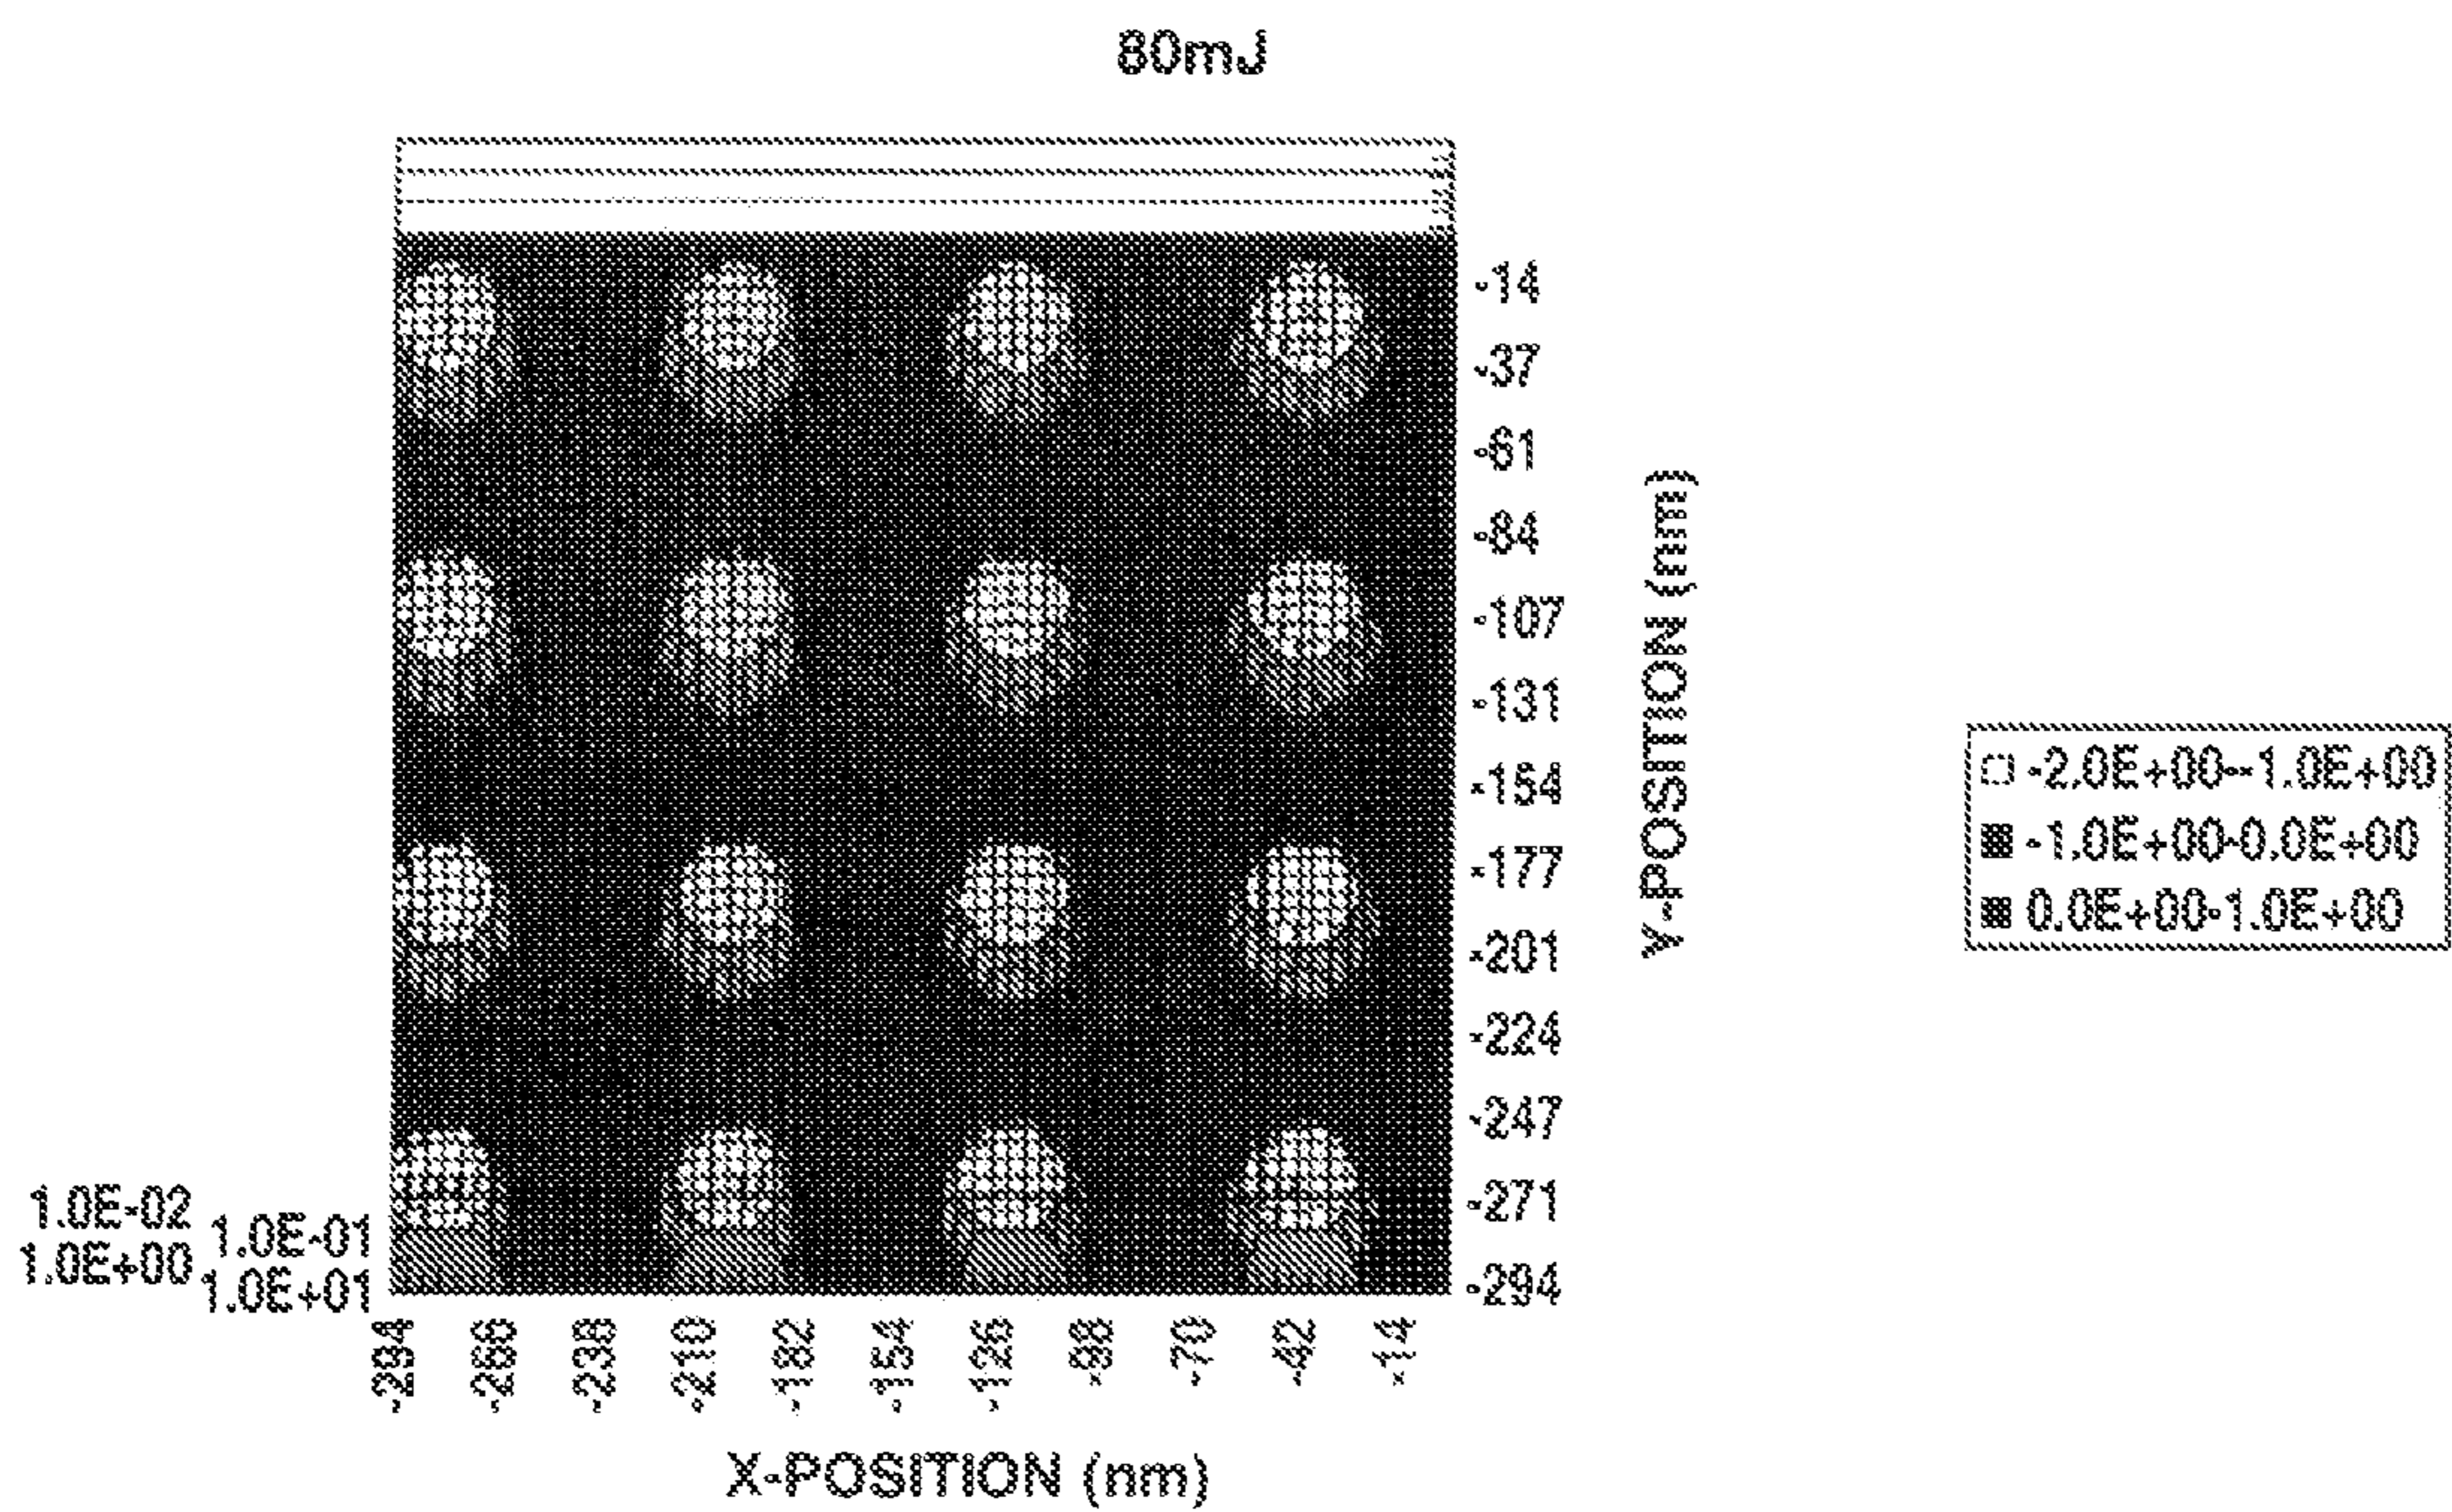 80mJ
-14
-37
-61
-84
-107
-131
-154
-177
-201
-224
-247
-271
-294
Y-POSITION (nm)
-2.0E+00--1.0E+00
-1.0E+00-0.0E+00
0.0E+00-1.0E+00
1.0E-02
1.0E-01
1.0E+00
1.0E+01
-294
-266
-238
-210
-182
-154
-126
-98
-70
-42
-14
X-POSITION (nm)